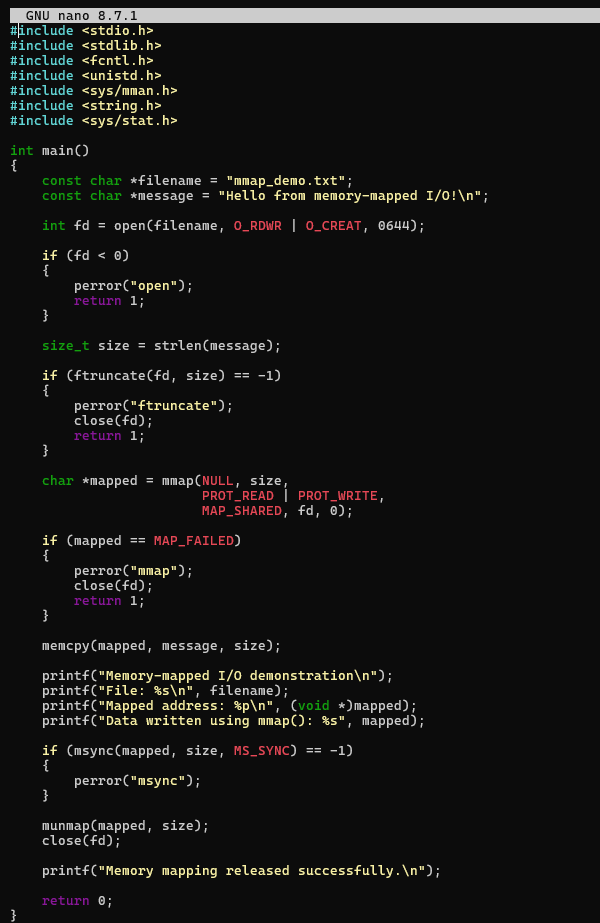 GNU nano 8.7.1
#include <stdio.h>
#include <stdlib.h>
#include <fcntl.h>
#include <unistd.h>
#include <sys/mman.h>
#include <string.h>
#include <sys/stat.h>

int main()
{
    const char *filename = "mmap_demo.txt";
    const char *message = "Hello from memory-mapped I/O!\n";

    int fd = open(filename, O_RDWR | O_CREAT, 0644);

    if (fd < 0)
    {
        perror("open");
        return 1;
    }

    size_t size = strlen(message);

    if (ftruncate(fd, size) == -1)
    {
        perror("ftruncate");
        close(fd);
        return 1;
    }

    char *mapped = mmap(NULL, size,
                        PROT_READ | PROT_WRITE,
                        MAP_SHARED, fd, 0);

    if (mapped == MAP_FAILED)
    {
        perror("mmap");
        close(fd);
        return 1;
    }

    memcpy(mapped, message, size);

    printf("Memory-mapped I/O demonstration\n");
    printf("File: %s\n", filename);
    printf("Mapped address: %p\n", (void *)mapped);
    printf("Data written using mmap(): %s", mapped);

    if (msync(mapped, size, MS_SYNC) == -1)
    {
        perror("msync");
    }

    munmap(mapped, size);
    close(fd);

    printf("Memory mapping released successfully.\n");

    return 0;
}